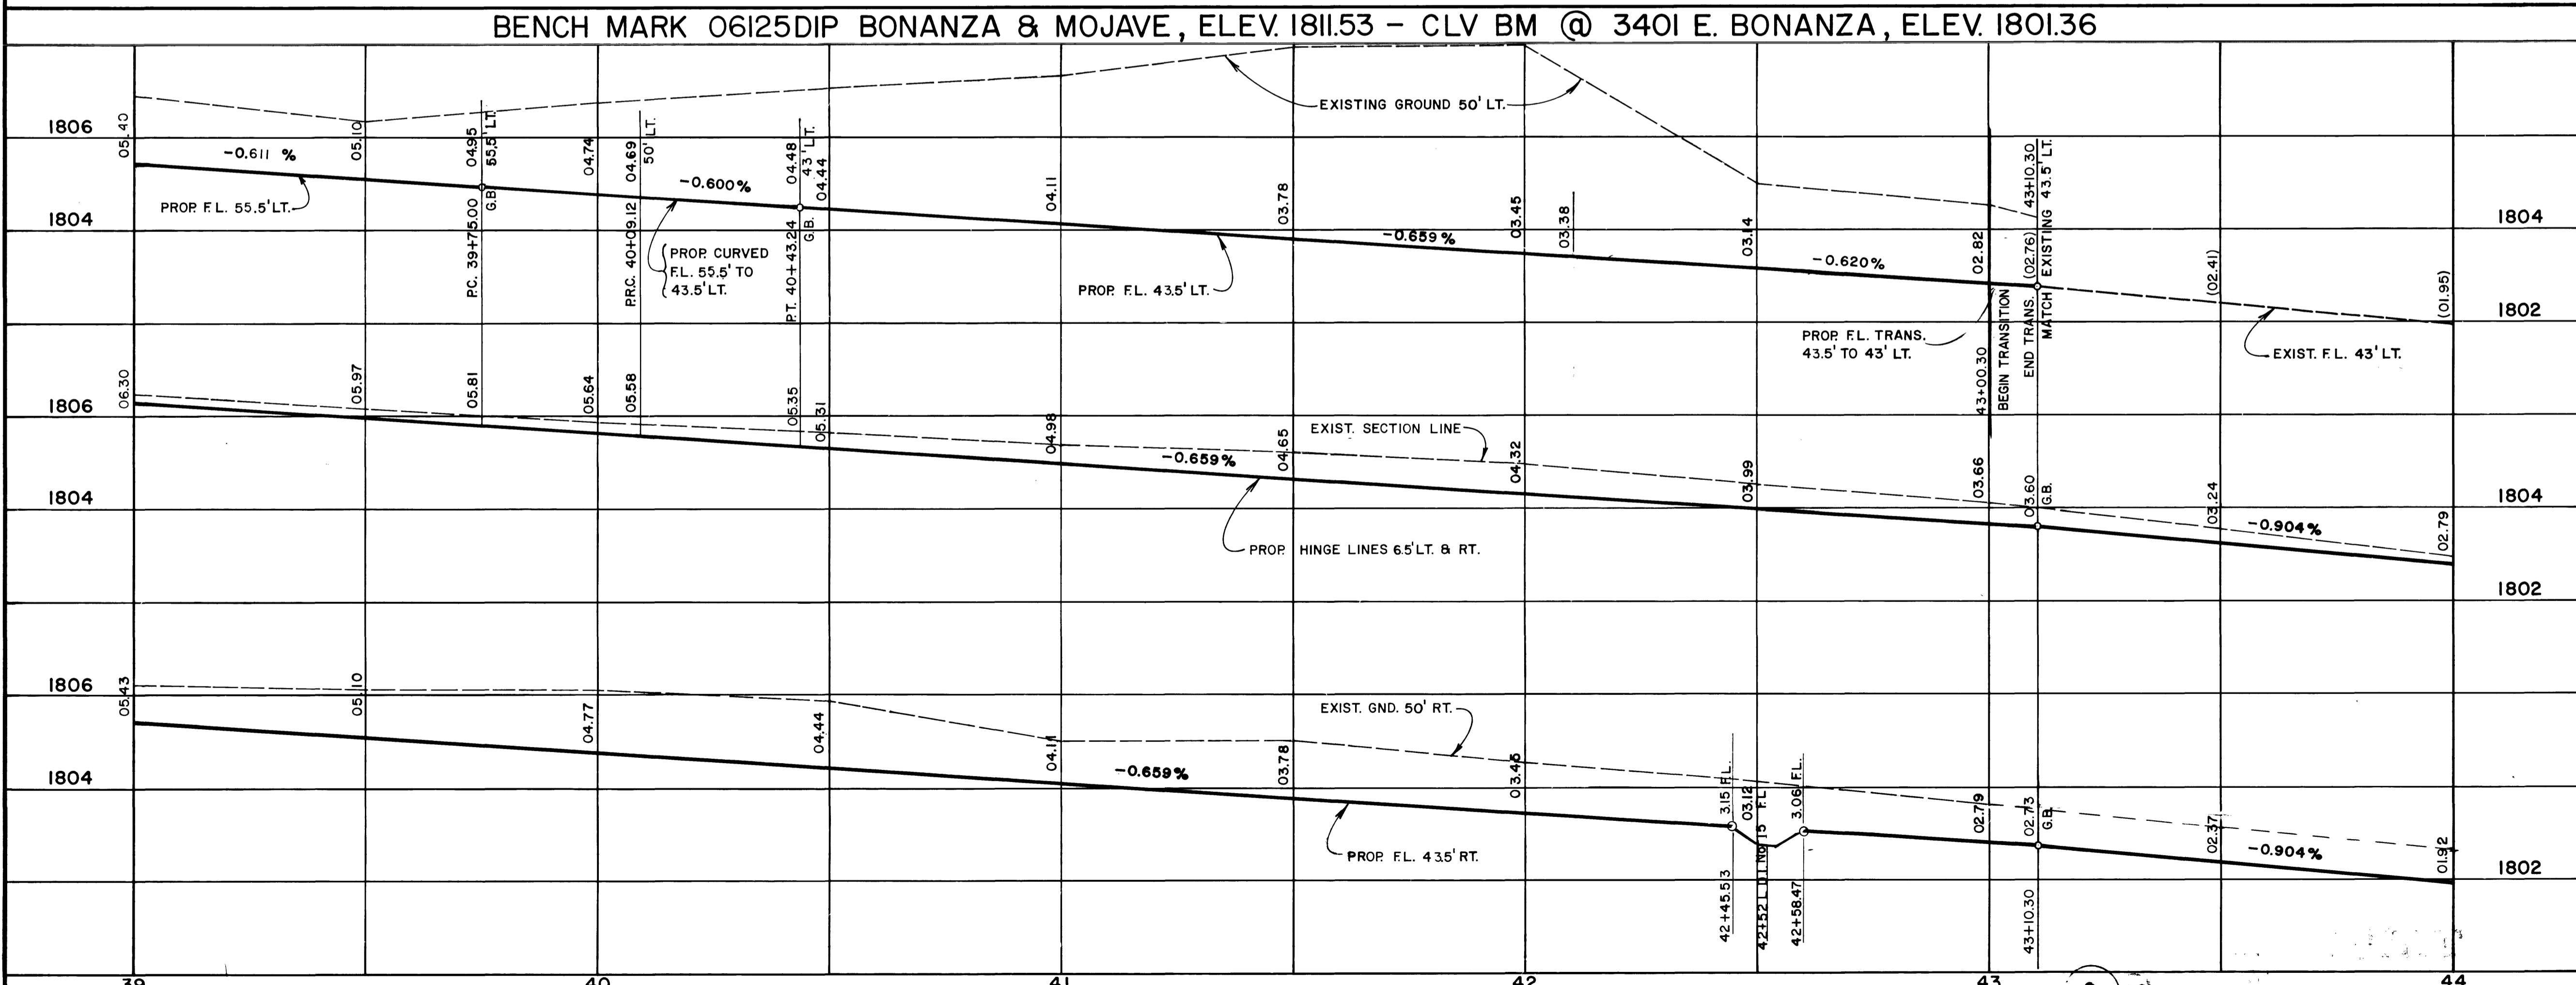 BENCH MARK 06125DIP BONANZA & MOJAVE, ELEV. 1811.53 - CLV BM @ 3401 E. BONANZA, ELEV. 1801.36
EXISTING GROUND 50' LT.
1806
05.40
05.10
04.95
55.5' LT.
04.74
04.69
50' LT.
04.48
43' LT.
04.44
04.11
03.78
03.45
03.38
03.14
02.82
(02.76)
43+10.30
(02.41)
(01.95)
-0.611 %
-0.600%
-0.659%
-0.620%
PROP. F.L. 55.5' LT.
P.C. 39+75.00
G.B.
P.R.C. 40+09.12
P.T. 40+43.24
G.B.
1804
1804
PROP. CURVED
F.L. 55.5' TO
43.5' LT.
PROP. F.L. 43.5' LT.
PROP. F.L. TRANS.
43.5' TO 43' LT.
43+00.30
BEGIN TRANSITION
END TRANS.
MATCH EXISTING 43.5' LT.
1802
EXIST. F.L. 43' LT.
1806
06.30
05.97
05.81
05.64
05.58
05.35
05.31
04.98
04.65
04.32
03.99
03.66
03.60
G.B.
03.24
02.79
EXIST. SECTION LINE
-0.659%
-0.904%
1804
1804
PROP. HINGE LINES 6.5' LT. & RT.
1802
1806
05.43
05.10
04.77
04.44
04.11
03.78
03.45
3.15 F.L.
03.12
3.06 F.L.
02.79
02.73
G.B.
02.37
01.92
EXIST. GND. 50' RT.
1804
-0.659%
PROP. F.L. 43.5' RT.
-0.904%
1802
42+45.53
42+52 L D.I. No 15 F.L.
42+58.47
43+10.30
39
40
41
42
43
44